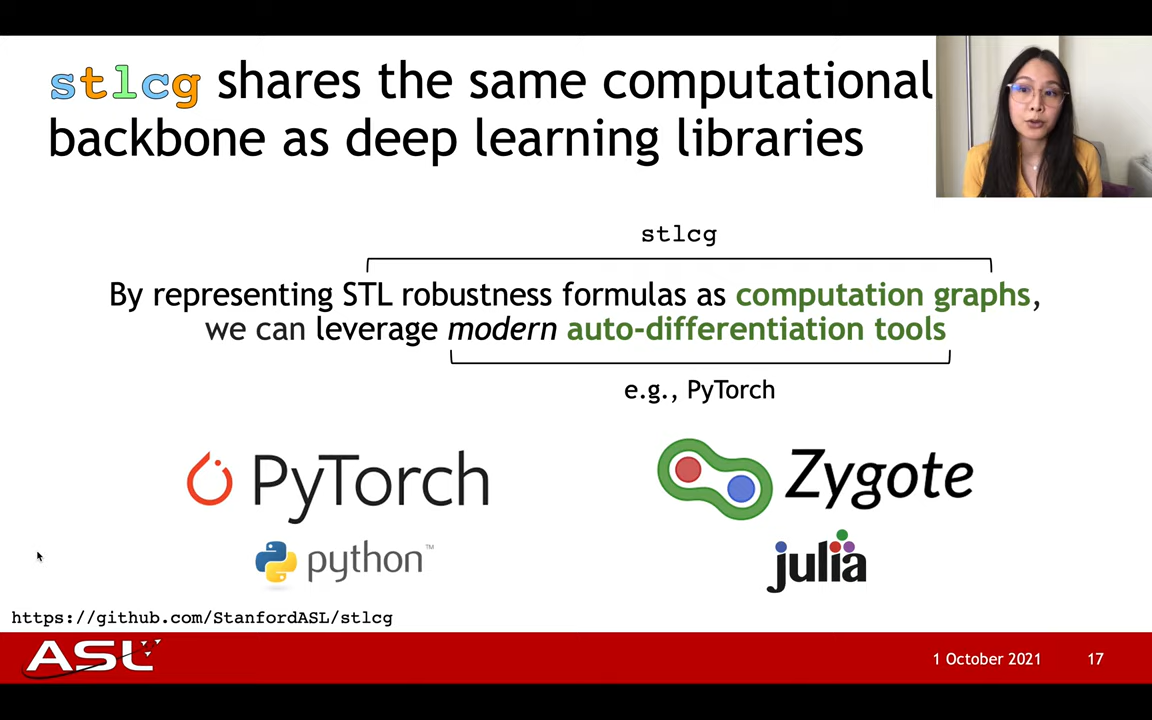 stlcg shares the same computational
backbone as deep learning libraries
stlcg
By representing STL robustness formulas as computation graphs,
we can leverage modern auto-differentiation tools
e.g., PyTorch
PyTorch
Zygote
python™
julia
https://github.com/StanfordASL/stlcg
ASL
1 October 2021
17